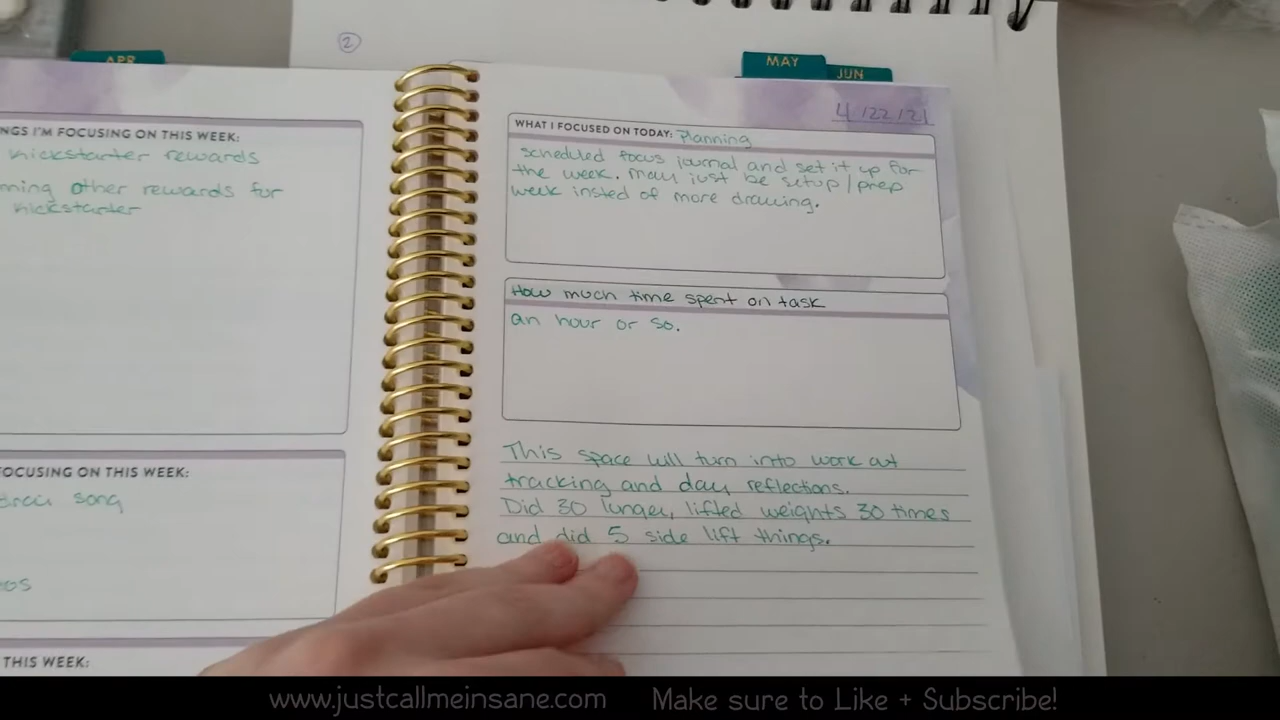 2
APR
MAY
JUN
NGS I'M FOCUSING ON THIS WEEK:
kickstarter rewards
ming other rewards for
kickstarter
OCUSING ON THIS WEEK:
song
os
THIS WEEK:
4/22/21
WHAT I FOCUSED ON TODAY: Planning
scheduled focus journal and set it up for
the week. may just be setup/prep
week insted of more drawing.
How much time spent on task
an hour or so.
This space will turn into work out
tracking and day reflections.
Did 30 lunges, lifted weights 30 times
and did 5 side lift things.
www.justcallmeinsane.com Make sure to Like + Subscribe!